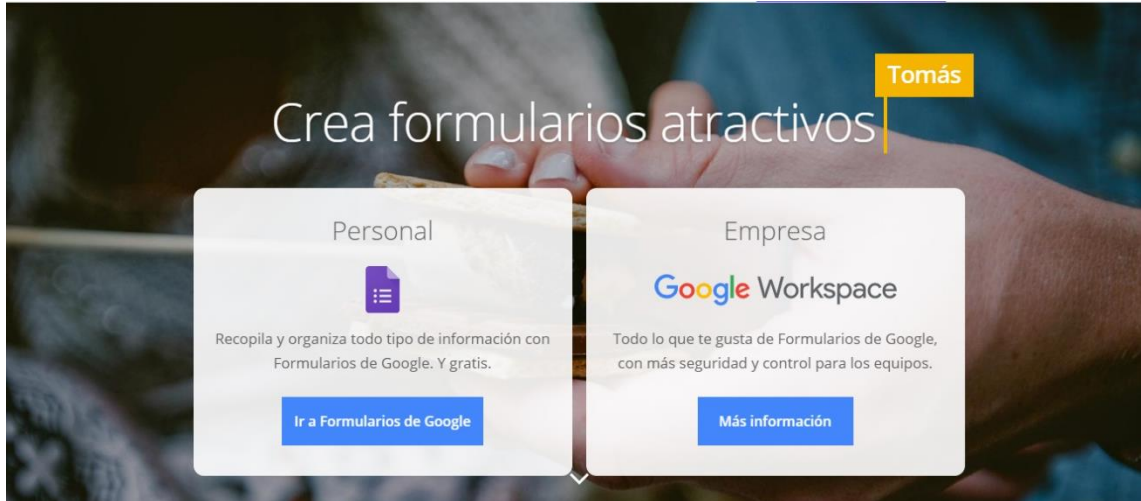 Tomás
Crea formularios atractivos
Personal
Recopila y organiza todo tipo de información con
Formularios de Google. Y gratis.
Ir a Formularios de Google
Empresa
Google Workspace
Todo lo que te gusta de Formularios de Google,
con más seguridad y control para los equipos.
Más información